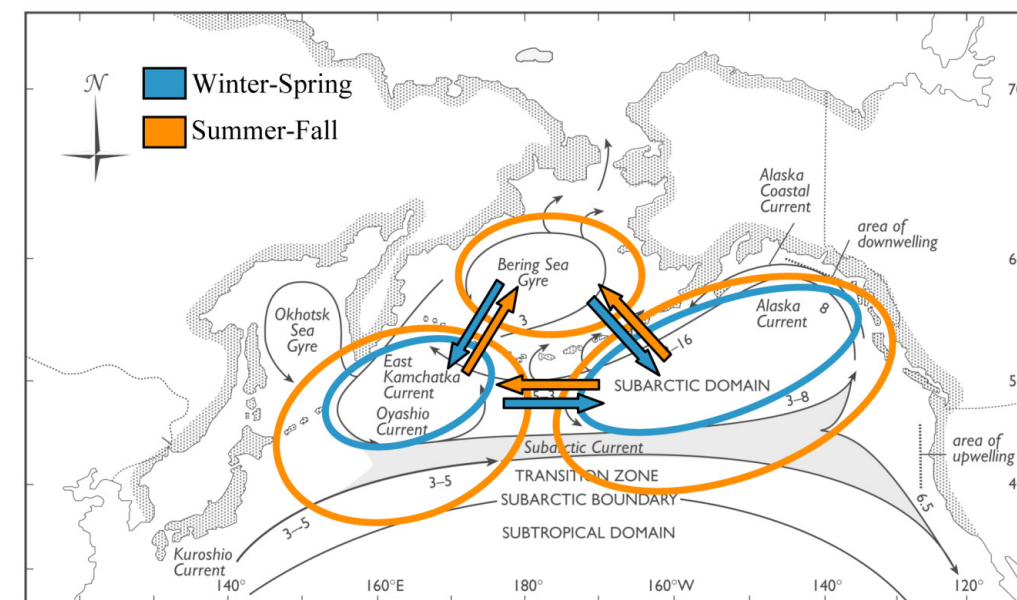 N
Winter-Spring
Summer-Fall
Alaska
Coastal
Current
area of
downwelling
Bering Sea
Gyre
3
Okhotsk
Sea
Gyre
Alaska
Current
8
16
East
Kamchatka
Current
Oyashio
Current
SUBARCTIC DOMAIN
3–8
Subarctic Current
area of
upwelling
TRANSITION ZONE
3–5
SUBARCTIC BOUNDARY
6.5
3–5
SUBTROPICAL DOMAIN
Kuroshio
Current
140°
160°E
180°
160°W
140°
120°